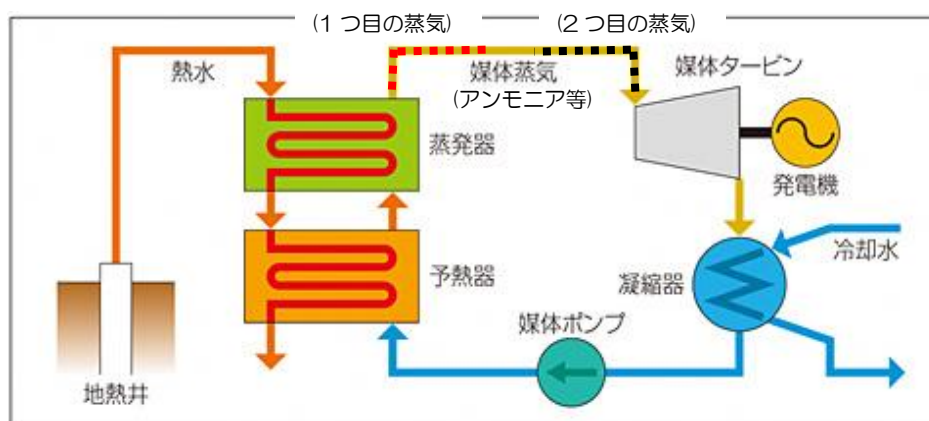 (1つ目の蒸気)
(2つ目の蒸気)
熱水
媒体蒸気
(アンモニア等)
媒体タービン
蒸発器
発電機
冷却水
予熱器
凝縮器
媒体ポンプ
地熱井